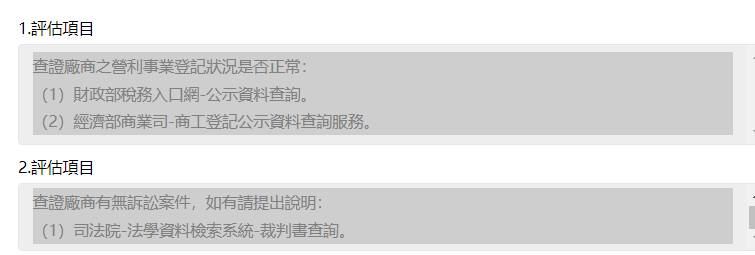 1.評估項目
查證廠商之營利事業登記狀況是否正常：
（1）財政部稅務入口網-公示資料查詢。
（2）經濟部商業司-商工登記公示資料查詢服務。
2.評估項目
查證廠商有無訴訟案件，如有請提出說明：
（1）司法院-法學資料檢索系統-裁判書查詢。